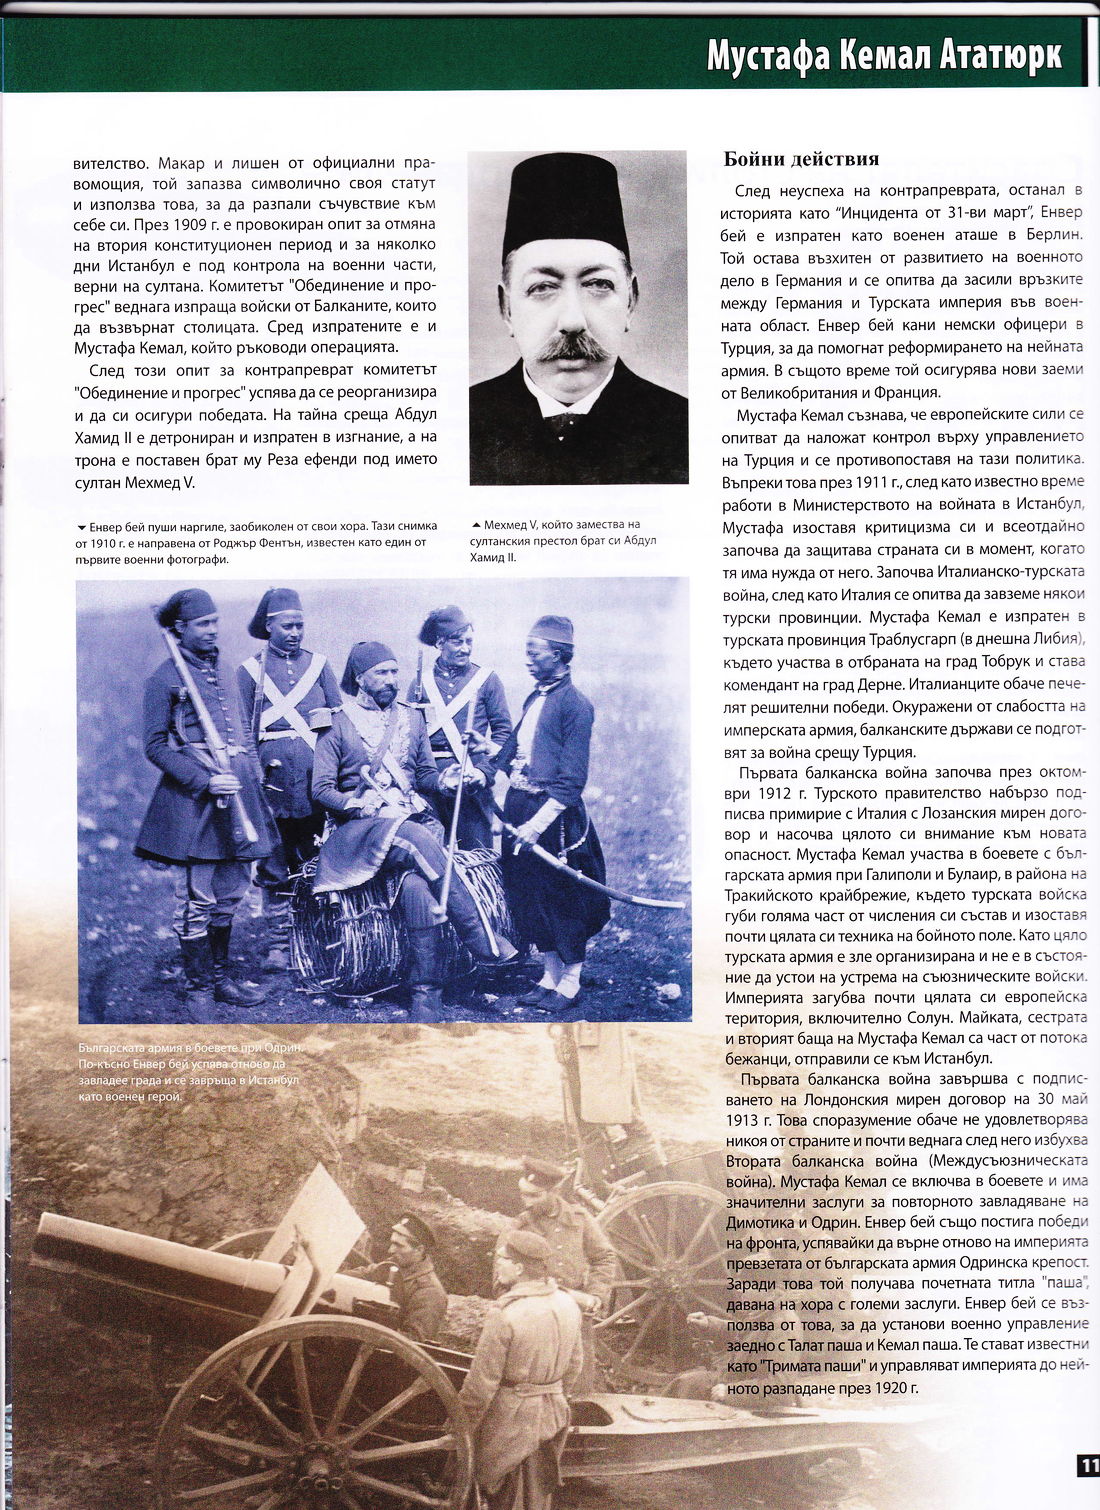 Мустафа Кемал Ататюрк
вителство. Макар и лишен от официални пра-
вомощия, той запазва символично своя статут
и използва това, за да разпали съчувствие към
себе си. През 1909 г. е провокиран опит за отмяна
на втория конституционен период и за няколко
дни Истанбул е под контрола на военни части,
верни на султана. Комитетът "Обединение и про-
грес" веднага изпраща войски от Балканите, които
да възвърнат столицата. Сред изпратените е и
Мустафа Кемал, който ръководи операцията.
След този опит за контрапреврат комитетът
"Обединение и прогрес" успява да се реорганизира
и да си осигури победата. На тайна среща Абдул
Хамид II е детрониран и изпратен в изгнание, а на
трона е поставен брат му Реза ефенди под името
султан Мехмед V.
Енвер бей пуши наргиле, заобиколен от свои хора. Тази снимка
от 1910 г. е направена от Роджър Фентън, известен като един от
първите военни фотографи.
Мехмед V, който замества на
султанския престол брат си Абдул
Хамид II.
Българската армия в боевете при Одрин.
По-късно Енвер бей успява отново да
завладее града и се завръща в Истанбул
като военен герой.
Бойни действия
След неуспеха на контрапреврата, останал в
историята като “Инцидента от 31-ви март”, Енвер
бей е изпратен като военен аташе в Берлин.
Той остава възхитен от развитието на военното
дело в Германия и се опитва да засили връзките
между Германия и Турската империя във воен-
ната област. Енвер бей кани немски офицери в
Турция, за да помогнат реформирането на нейната
армия. В същото време той осигурява нови заеми
от Великобритания и Франция.
Мустафа Кемал съзнава, че европейските сили се
опитват да наложат контрол върху управлението
на Турция и се противопоставя на тази политика.
Въпреки това през 1911 г., след като известно време
работи в Министерството на войната в Истанбул,
Мустафа изоставя критицизма си и всеотдайно
започва да защитава страната си в момент, когато
тя има нужда от него. Започва Италианско-турската
война, след като Италия се опитва да завземе някои
турски провинции. Мустафа Кемал е изпратен в
турската провинция Траблусгарп (в днешна Либия),
където участва в отбраната на град Тобрук и става
комендант на град Дерне. Италианците обаче пече-
лят решителни победи. Окуражени от слабостта на
имперската армия, балканските държави се подгот-
вят за война срещу Турция.
Първата балканска война започва през октом-
ври 1912 г. Турското правителство набързо под-
писва примирие с Италия с Лозанския мирен дого-
вор и насочва цялото си внимание към новата
опасност. Мустафа Кемал участва в боевете с бъл-
гарската армия при Галиполи и Булаир, в района на
Тракийското крайбрежие, където турската войска
губи голяма част от числения си състав и изоставя
почти цялата си техника на бойното поле. Като цяло
турската армия е зле организирана и не е в състоя-
ние да устои на устрема на съюзническите войски.
Империята загубва почти цялата си европейска
територия, включително Солун. Майката, сестрата
и вторият баща на Мустафа Кемал са част от потока
бежанци, отправили се към Истанбул.
Първата балканска война завършва с подпис-
ването на Лондонския мирен договор на 30 май
1913 г. Това споразумение обаче не удовлетворява
никоя от страните и почти веднага след него избухва
Втората балканска война (Междусъюзническата
война). Мустафа Кемал се включва в боевете и има
значителни заслуги за повторното завладяване на
Димотика и Одрин. Енвер бей също постига победи
на фронта, успявайки да върне отново на империята
превзетата от българската армия Одринска крепост.
Заради това той получава почетната титла "паша",
давана на хора с големи заслуги. Енвер бей се въз-
ползва от това, за да установи военно управление
заедно с Талат паша и Кемал паша. Те стават известни
като "Тримата паши" и управляват империята до ней-
ното разпадане през 1920 г.
11